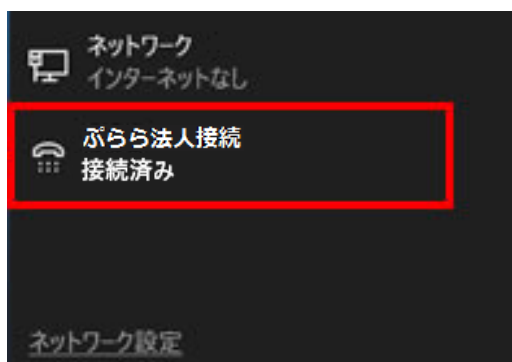 ネットワーク
インターネットなし
ぷらら法人接続
接続済み
ネットワーク設定